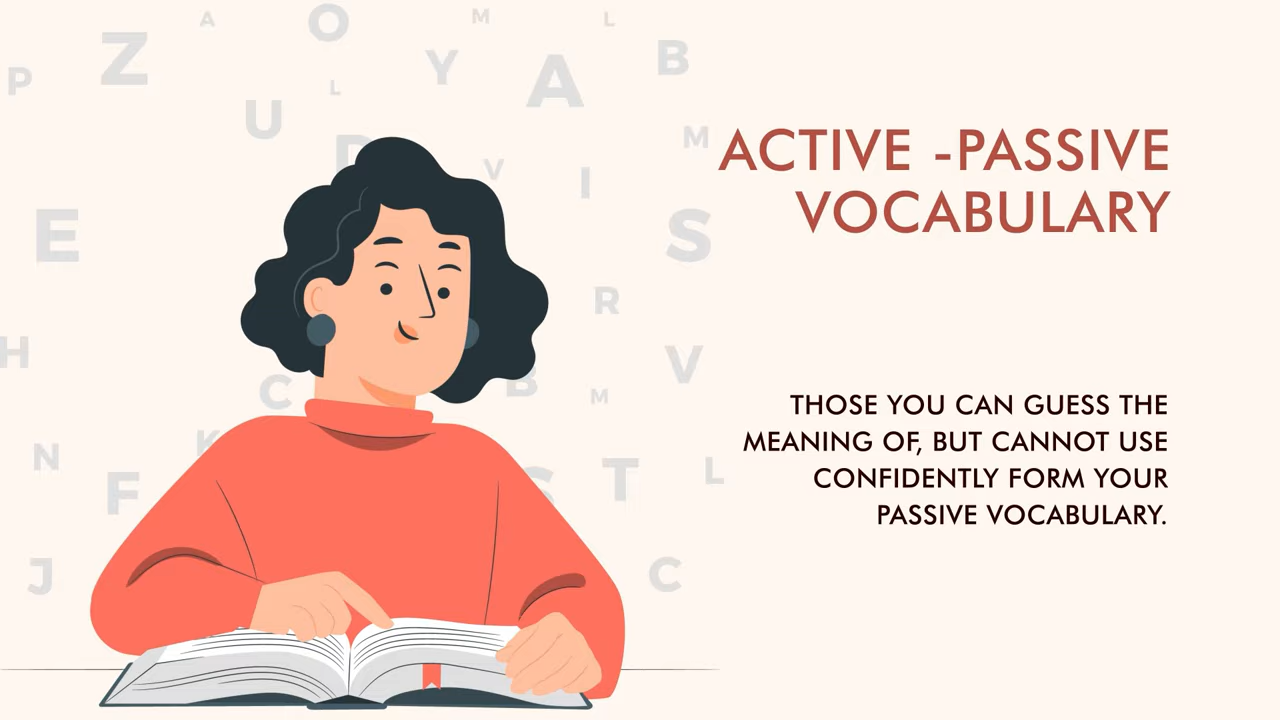 ACTIVE -PASSIVE
VOCABULARY
THOSE YOU CAN GUESS THE
MEANING OF, BUT CANNOT USE
CONFIDENTLY FORM YOUR
PASSIVE VOCABULARY.
A
O
M
L
P
Z
Y
B
L
A
U
D
M
V
I
E
S
R
H
V
C
B
M
K
N
F
S
T
L
J
C